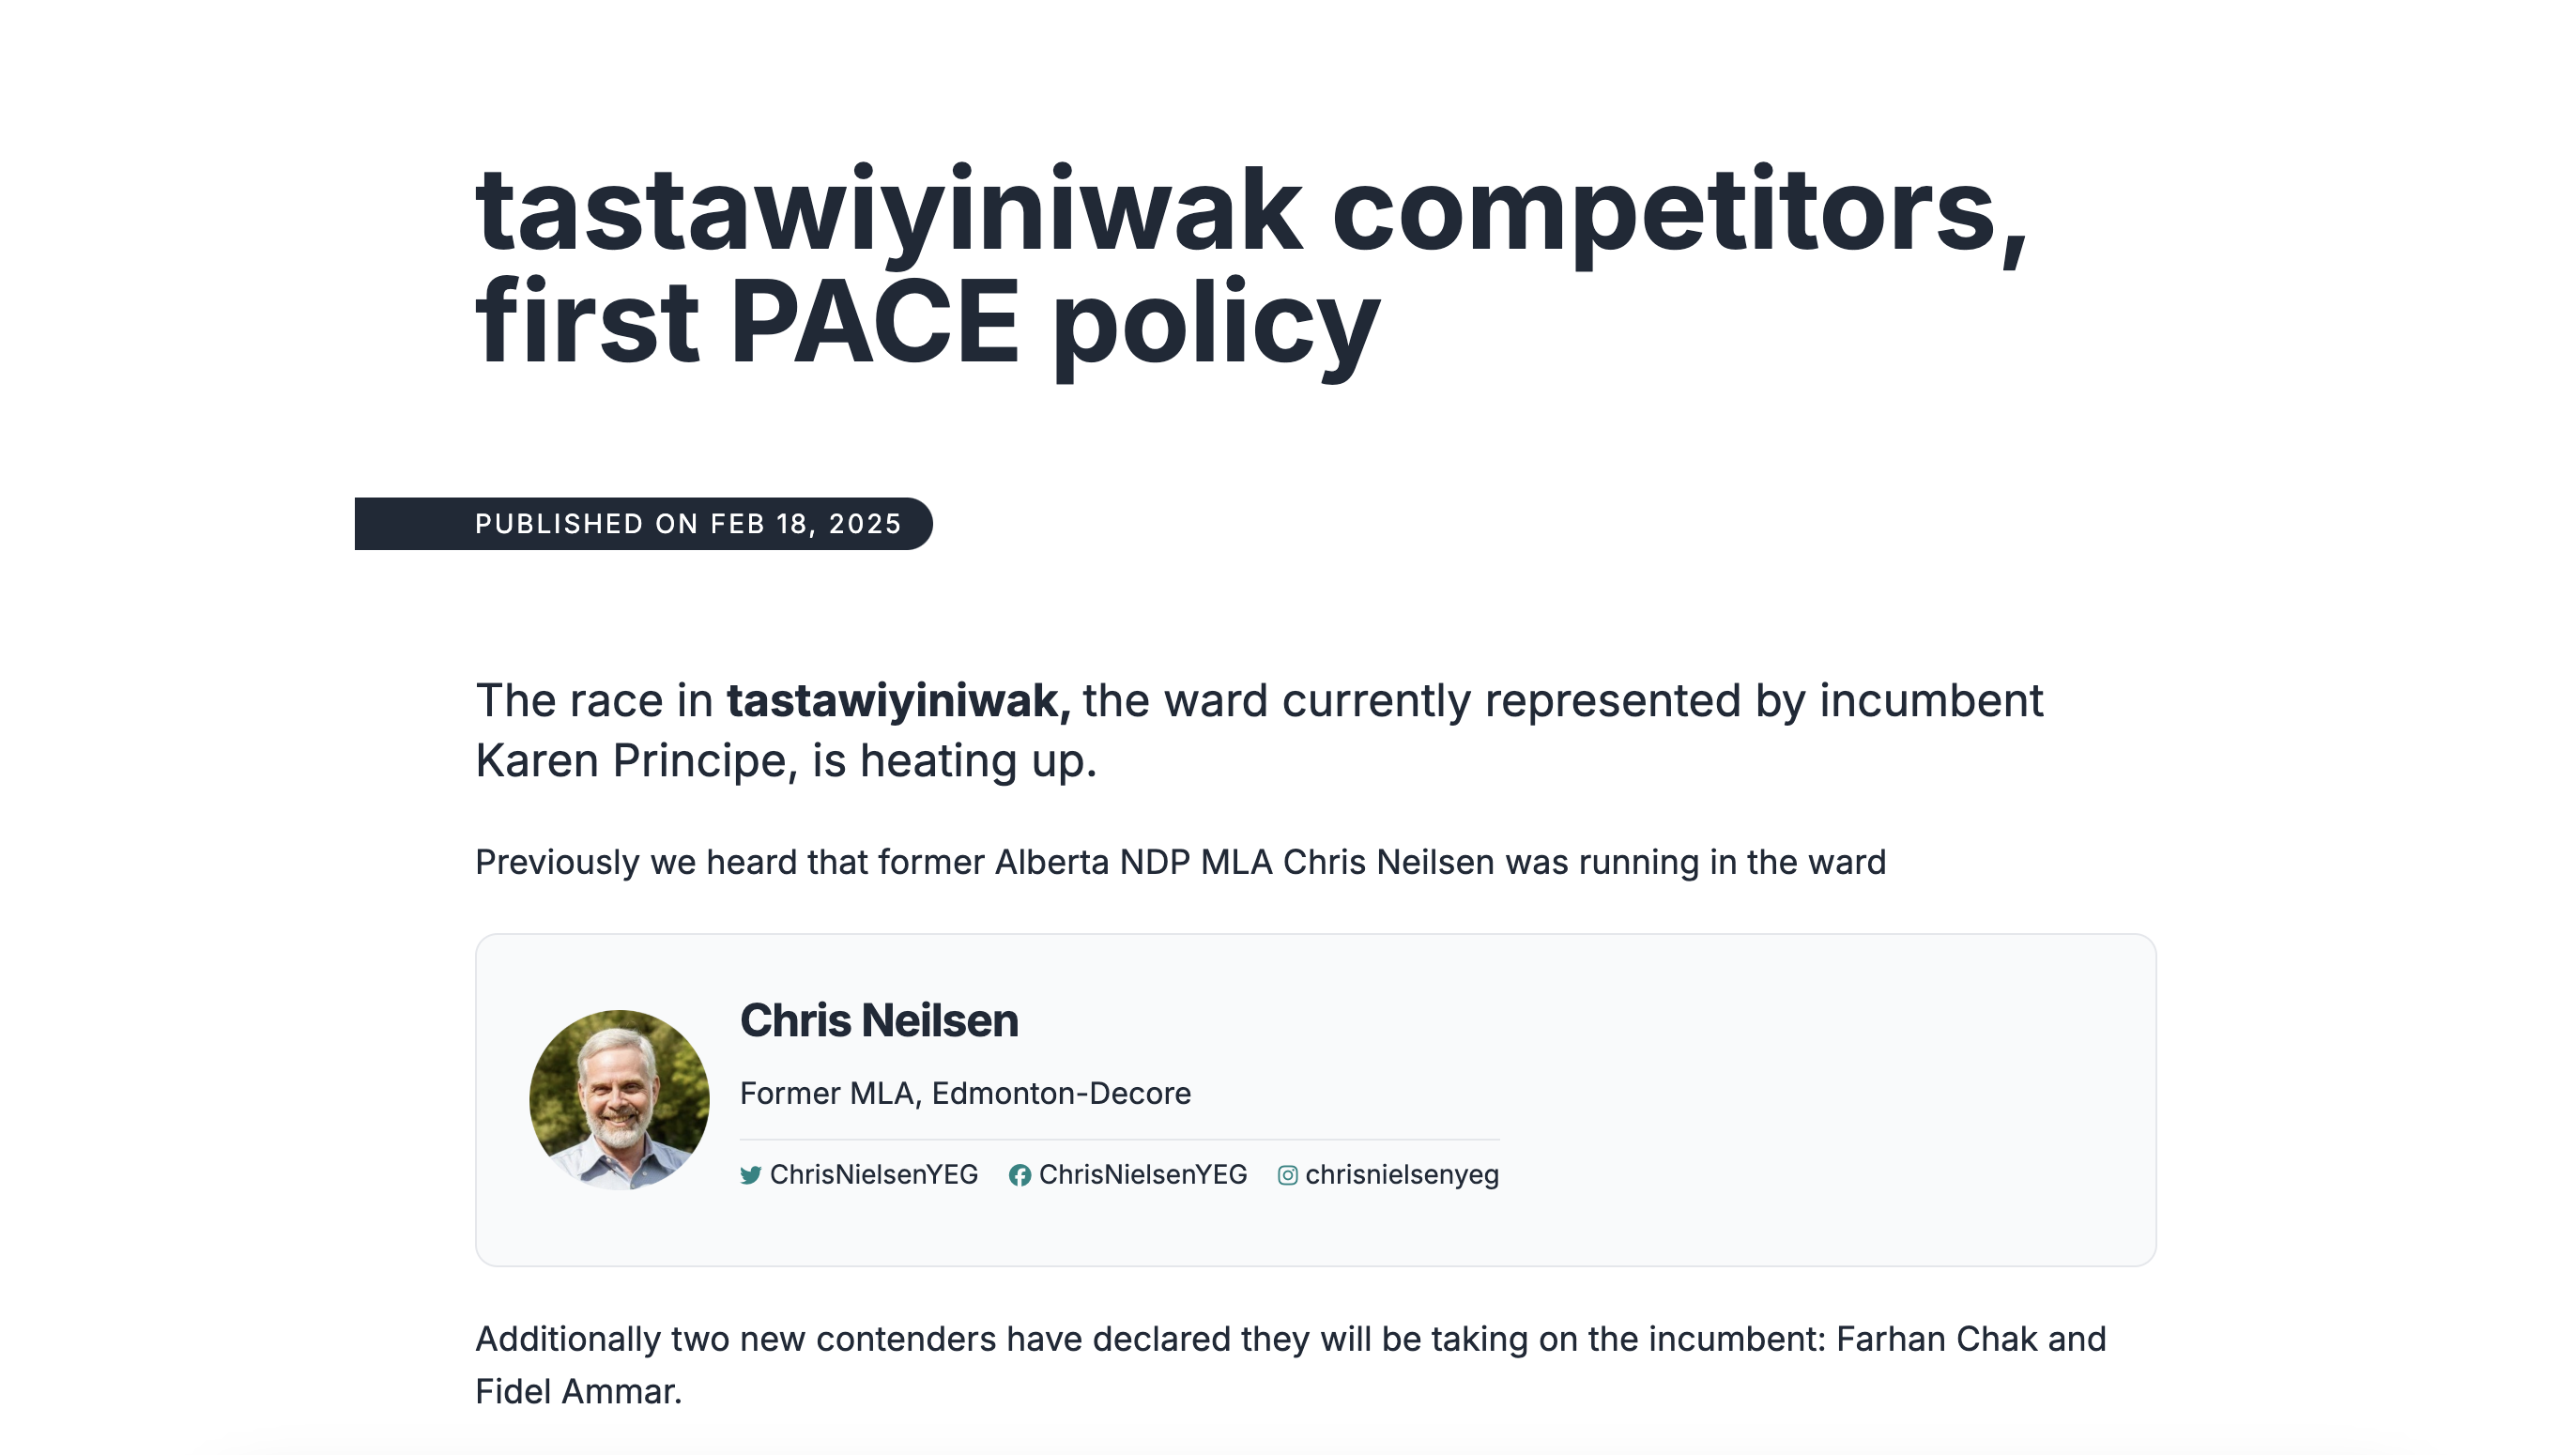 tastawiyiniwak competitors,
first PACE policy
PUBLISHED ON FEB 18, 2025
The race in tastawiyiniwak, the ward currently represented by incumbent
Karen Principe, is heating up.
Previously we heard that former Alberta NDP MLA Chris Neilsen was running in the ward
Chris Neilsen
Former MLA, Edmonton-Decore
ChrisNielsenYEG ChrisNielsenYEG chrisnielsenyeg
Additionally two new contenders have declared they will be taking on the incumbent: Farhan Chak and
Fidel Ammar.